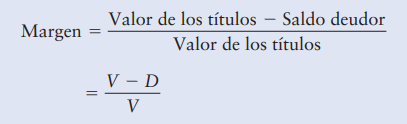 Margen = Valor de los títulos − Saldo deudor / Valor de los títulos
= V − D / V